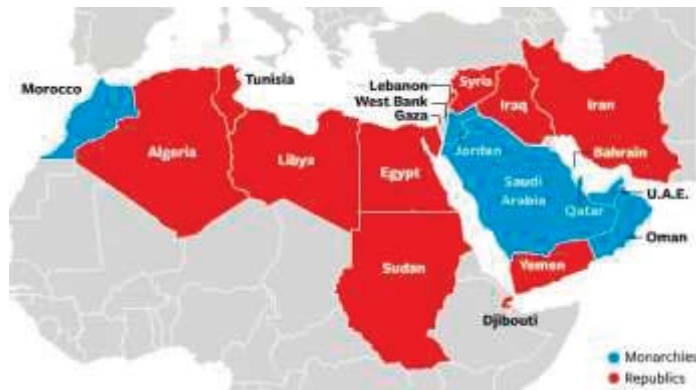 Morocco
Tunisia
Algeria
Libya
Egypt
Sudan
Lebanon
West Bank
Gaza
Syria
Iraq
Iran
Jordan
Saudi
Arabia
Bahrain
Qatar
U.A.E.
Oman
Yemen
Djibouti
Monarchies
Republics